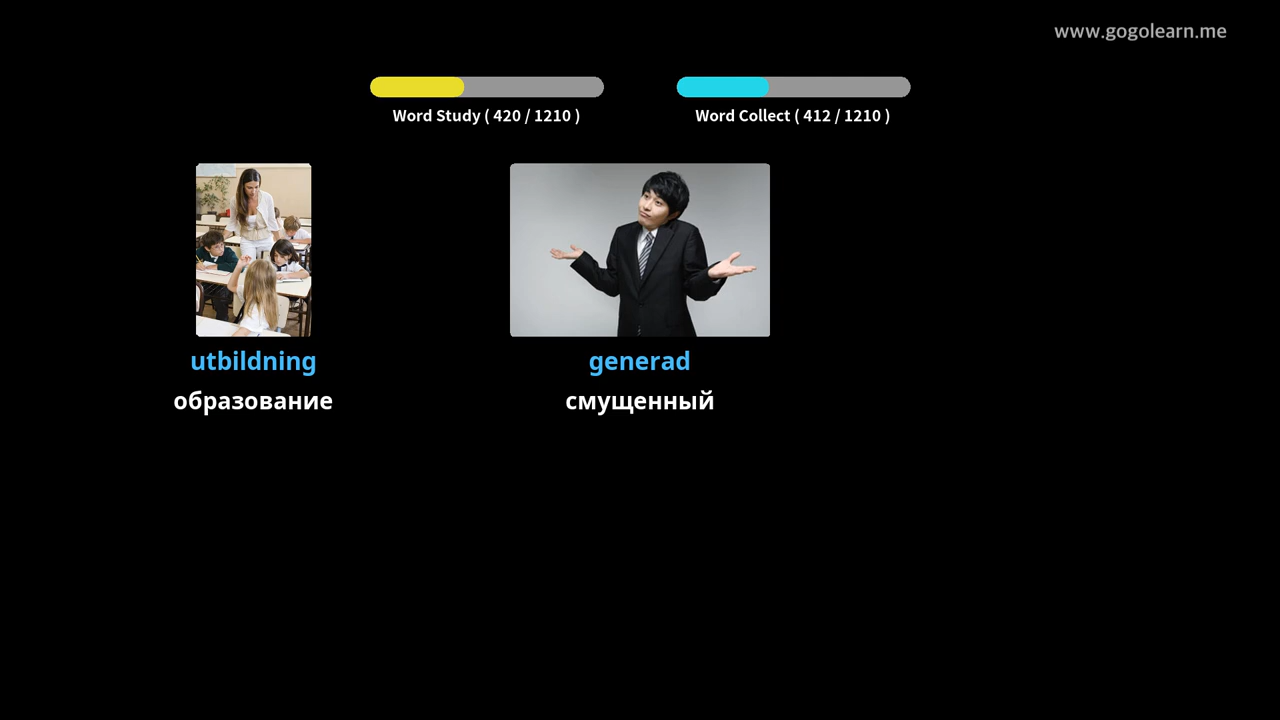 www.gogolearn.me
Word Study ( 420 / 1210 )
Word Collect ( 412 / 1210 )
utbildning
generad
образование
смущенный